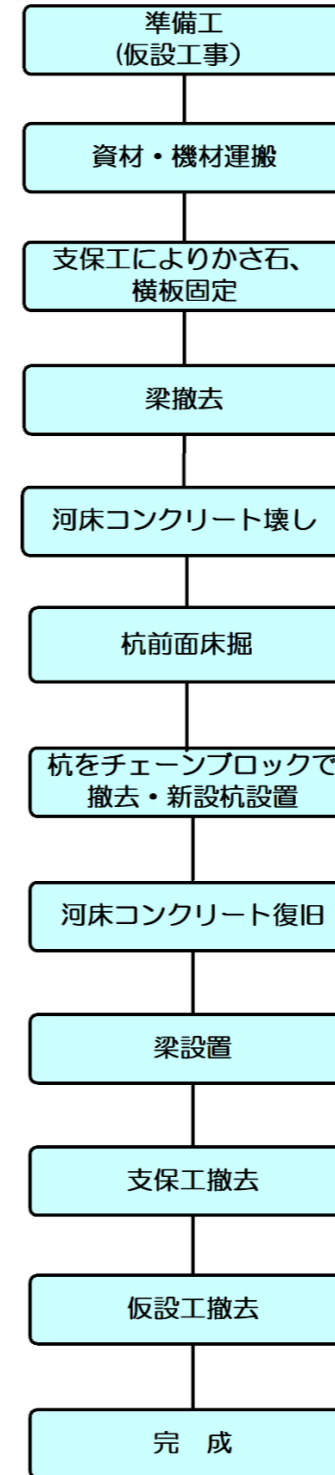 準備工
(仮設工事)
資材・機材運搬
支保工によりかさ石、
横板固定
梁撤去
河床コンクリート壊し
杭前面床掘
杭をチェーンブロックで
撤去・新設杭設置
河床コンクリート復旧
梁設置
支保工撤去
仮設工撤去
完　成